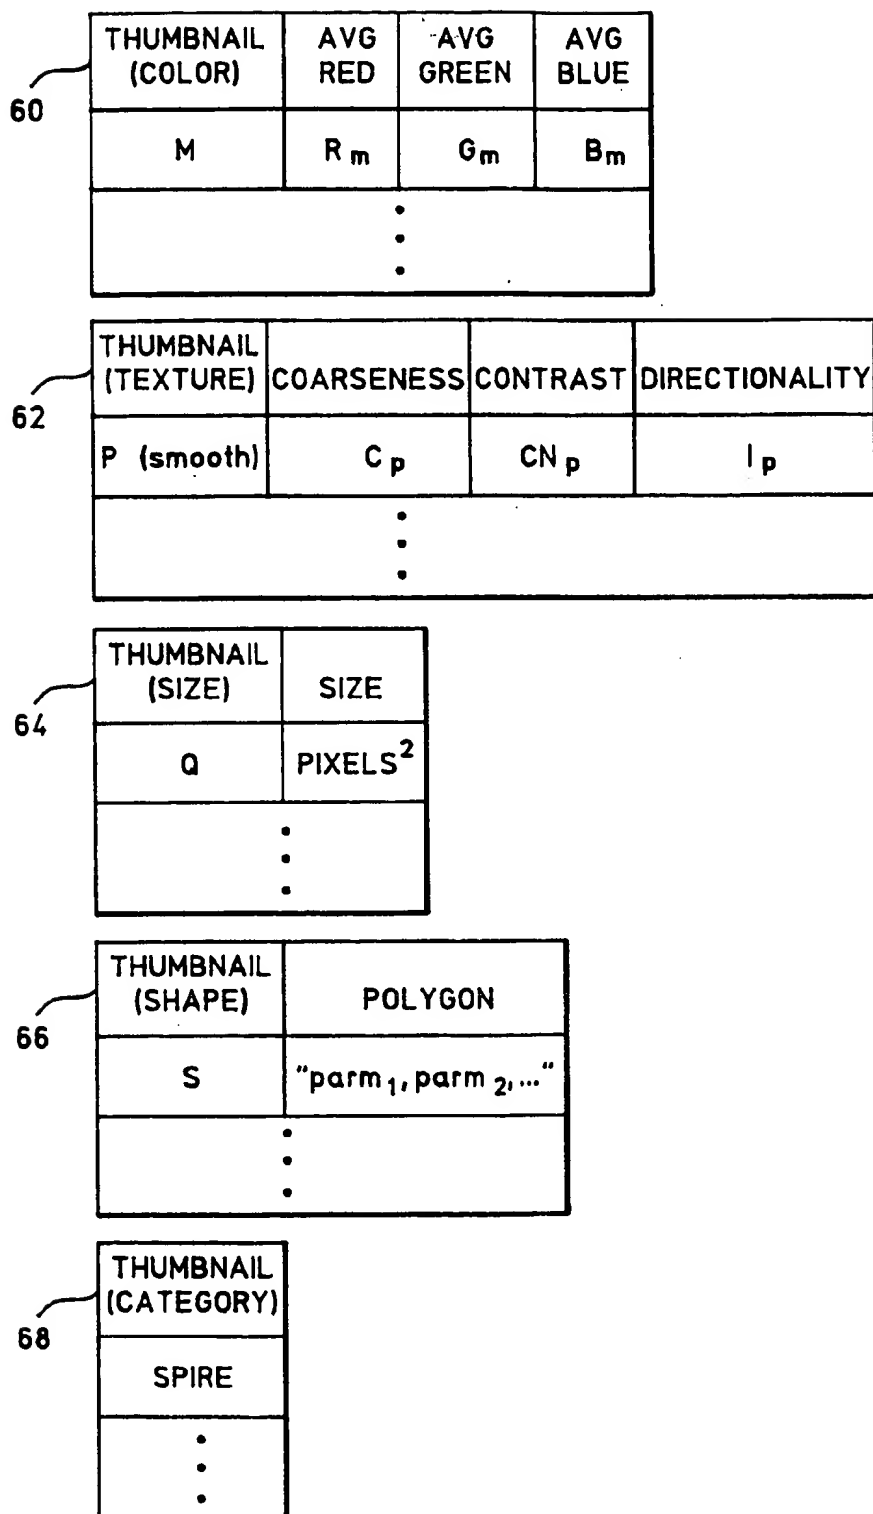 THUMBNAIL (COLOR) AVG RED AVG GREEN AVG BLUE
60
M Rm Gm Bm
THUMBNAIL (TEXTURE) COARSENESS CONTRAST DIRECTIONALITY
62
P (smooth) Cp CNp Ip
THUMBNAIL (SIZE) SIZE
64
Q PIXELS²
THUMBNAIL (SHAPE) POLYGON
66
S "parm₁, parm₂, ..."
THUMBNAIL (CATEGORY)
68
SPIRE